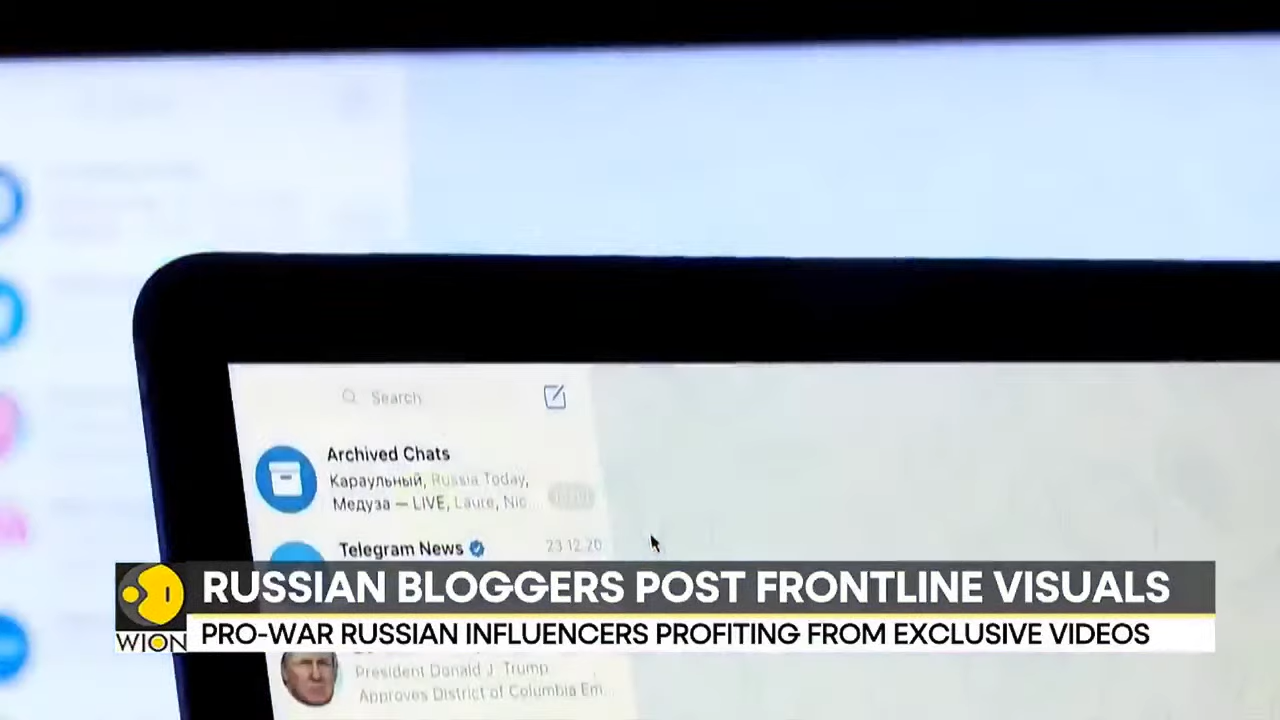 Search
Archived Chats
Караульный, Russia Today,
Медуза — LIVE, Laure, Nic...
Telegram News
23.12.20
RUSSIAN BLOGGERS POST FRONTLINE VISUALS
WION
PRO-WAR RUSSIAN INFLUENCERS PROFITING FROM EXCLUSIVE VIDEOS
President Donald J. Trump
Approves District of Columbia Em...